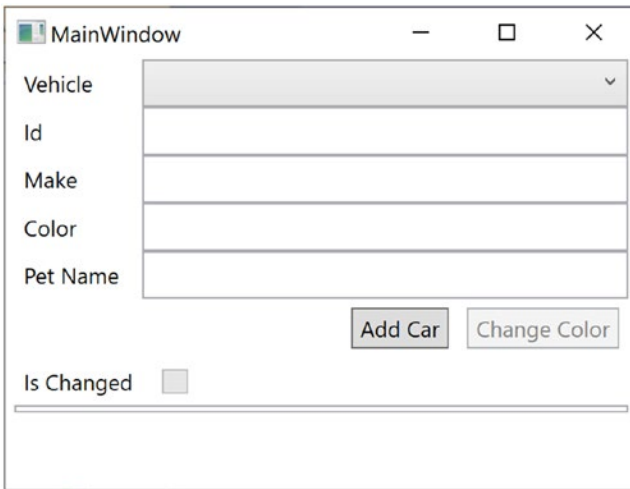 MainWindow
Vehicle
Id
Make
Color
Pet Name
Add Car Change Color
Is Changed